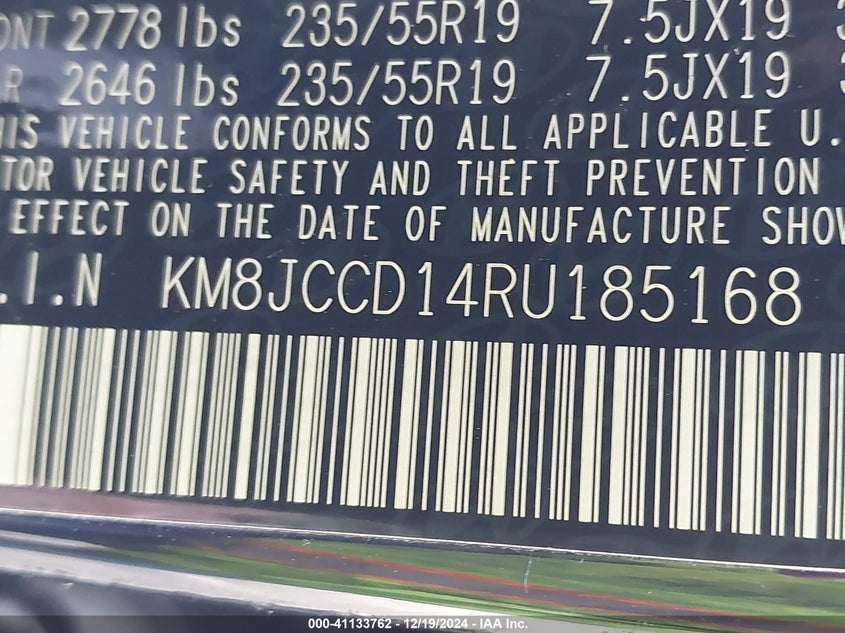 ONT 2778 lbs 235/55R19 7.5JX19
R 2646 lbs 235/55R19 7.5JX19
HIS VEHICLE CONFORMS TO ALL APPLICABLE U.
TOR VEHICLE SAFETY AND THEFT PREVENTION
EFFECT ON THE DATE OF MANUFACTURE SHOW
.I.N KM8JCCD14RU185168
000-41133762 - 12/19/2024 - IAA Inc.